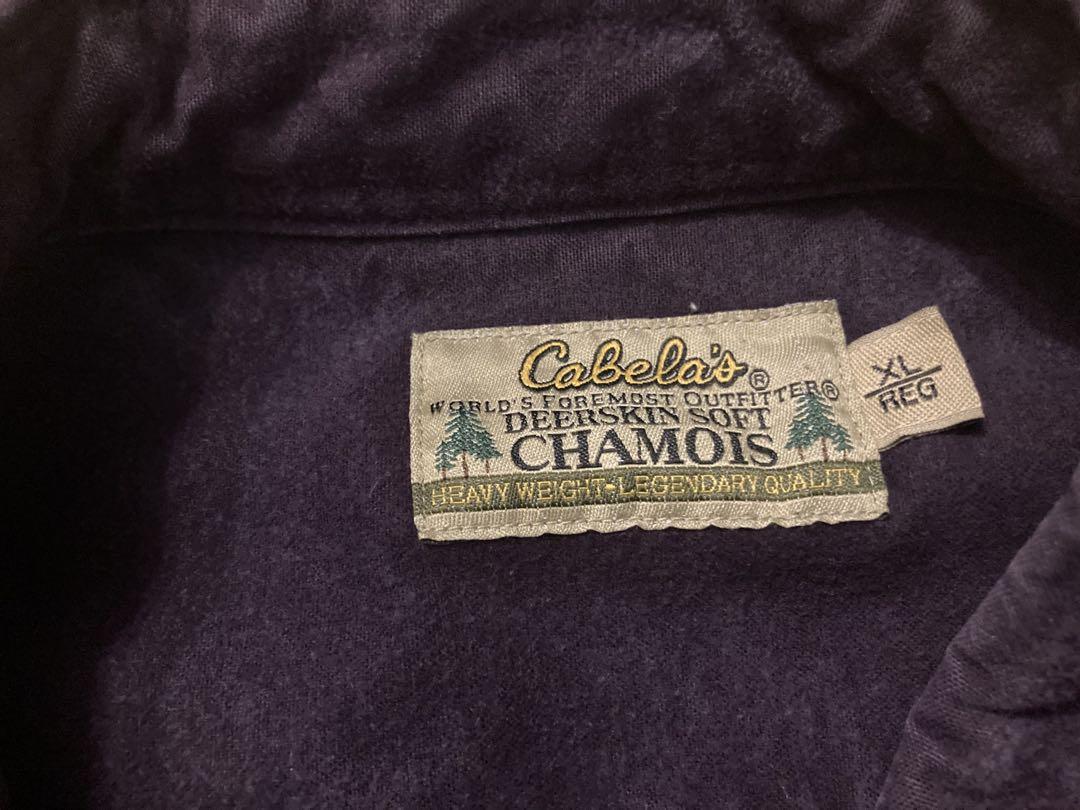 Cabela's®
WORLD'S FOREMOST OUTFITTER®
DEERSKIN SOFT
CHAMOIS
HEAVY WEIGHT-LEGENDARY QUALITY
XL
REG